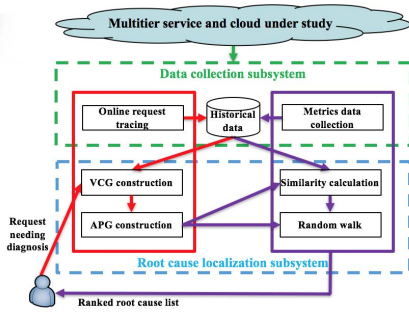 Multitier service and cloud under study
Data collection subsystem
Online request
tracing
Historical
data
Metrics data
collection
VCG construction
Similarity calculation
APG construction
Random walk
Request
needing
diagnosis
Root cause localization subsystem
Ranked root cause list